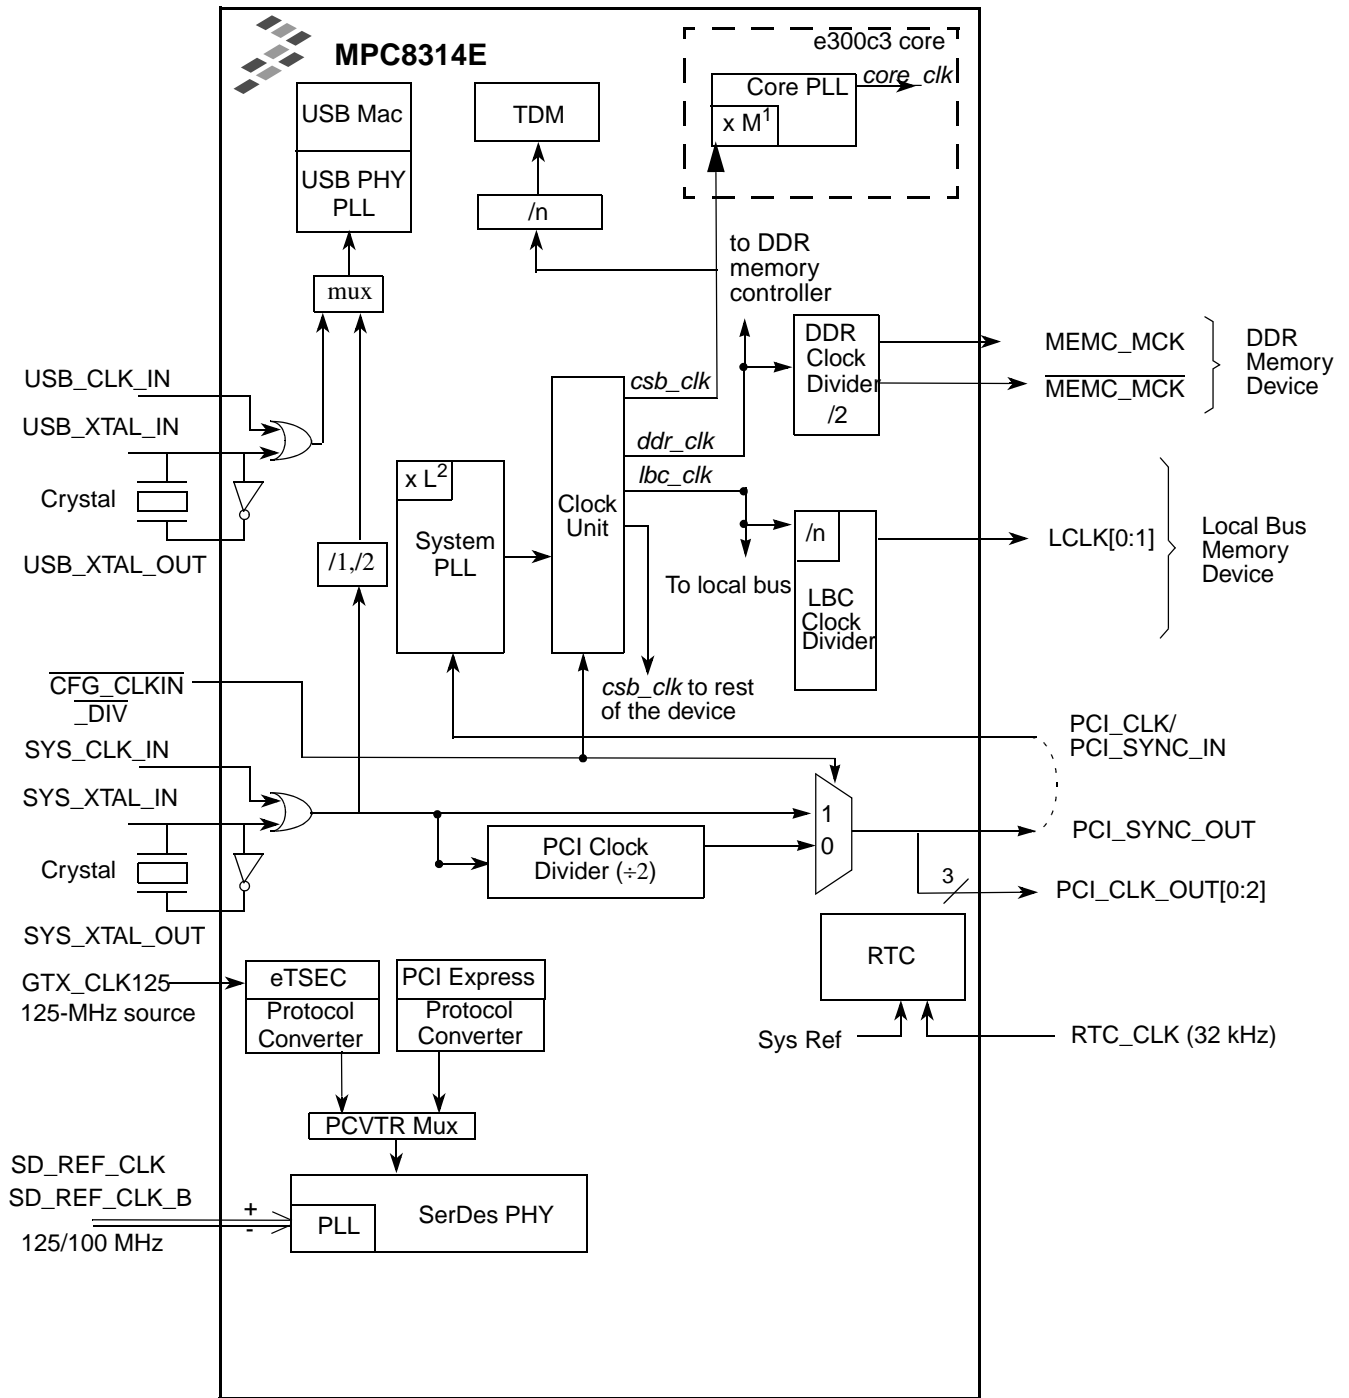 MPC8314E
e300c3 core
Core PLL
core_clk
x M1
USB Mac
TDM
USB PHY
PLL
/n
mux
to DDR
memory
controller
DDR
Clock
Divider
/2
MEMC_MCK
MEMC_MCK
DDR
Memory
Device
USB_CLK_IN
USB_XTAL_IN
Crystal
USB_XTAL_OUT
csb_clk
ddr_clk
lbc_clk
x L2
System
PLL
Clock
Unit
/1,/2
/n
LBC
Clock
Divider
To local bus
LCLK[0:1]
Local Bus
Memory
Device
CFG_CLKIN
_DIV
csb_clk to rest
of the device
PCI_CLK/
PCI_SYNC_IN
SYS_CLK_IN
SYS_XTAL_IN
Crystal
SYS_XTAL_OUT
PCI Clock
Divider (÷2)
1
0
PCI_SYNC_OUT
3
PCI_CLK_OUT[0:2]
RTC
Sys Ref
RTC_CLK (32 kHz)
GTX_CLK125
125-MHz source
eTSEC
Protocol
Converter
PCI Express
Protocol
Converter
PCVTR Mux
SD_REF_CLK
SD_REF_CLK_B
+
-
125/100 MHz
PLL
SerDes PHY